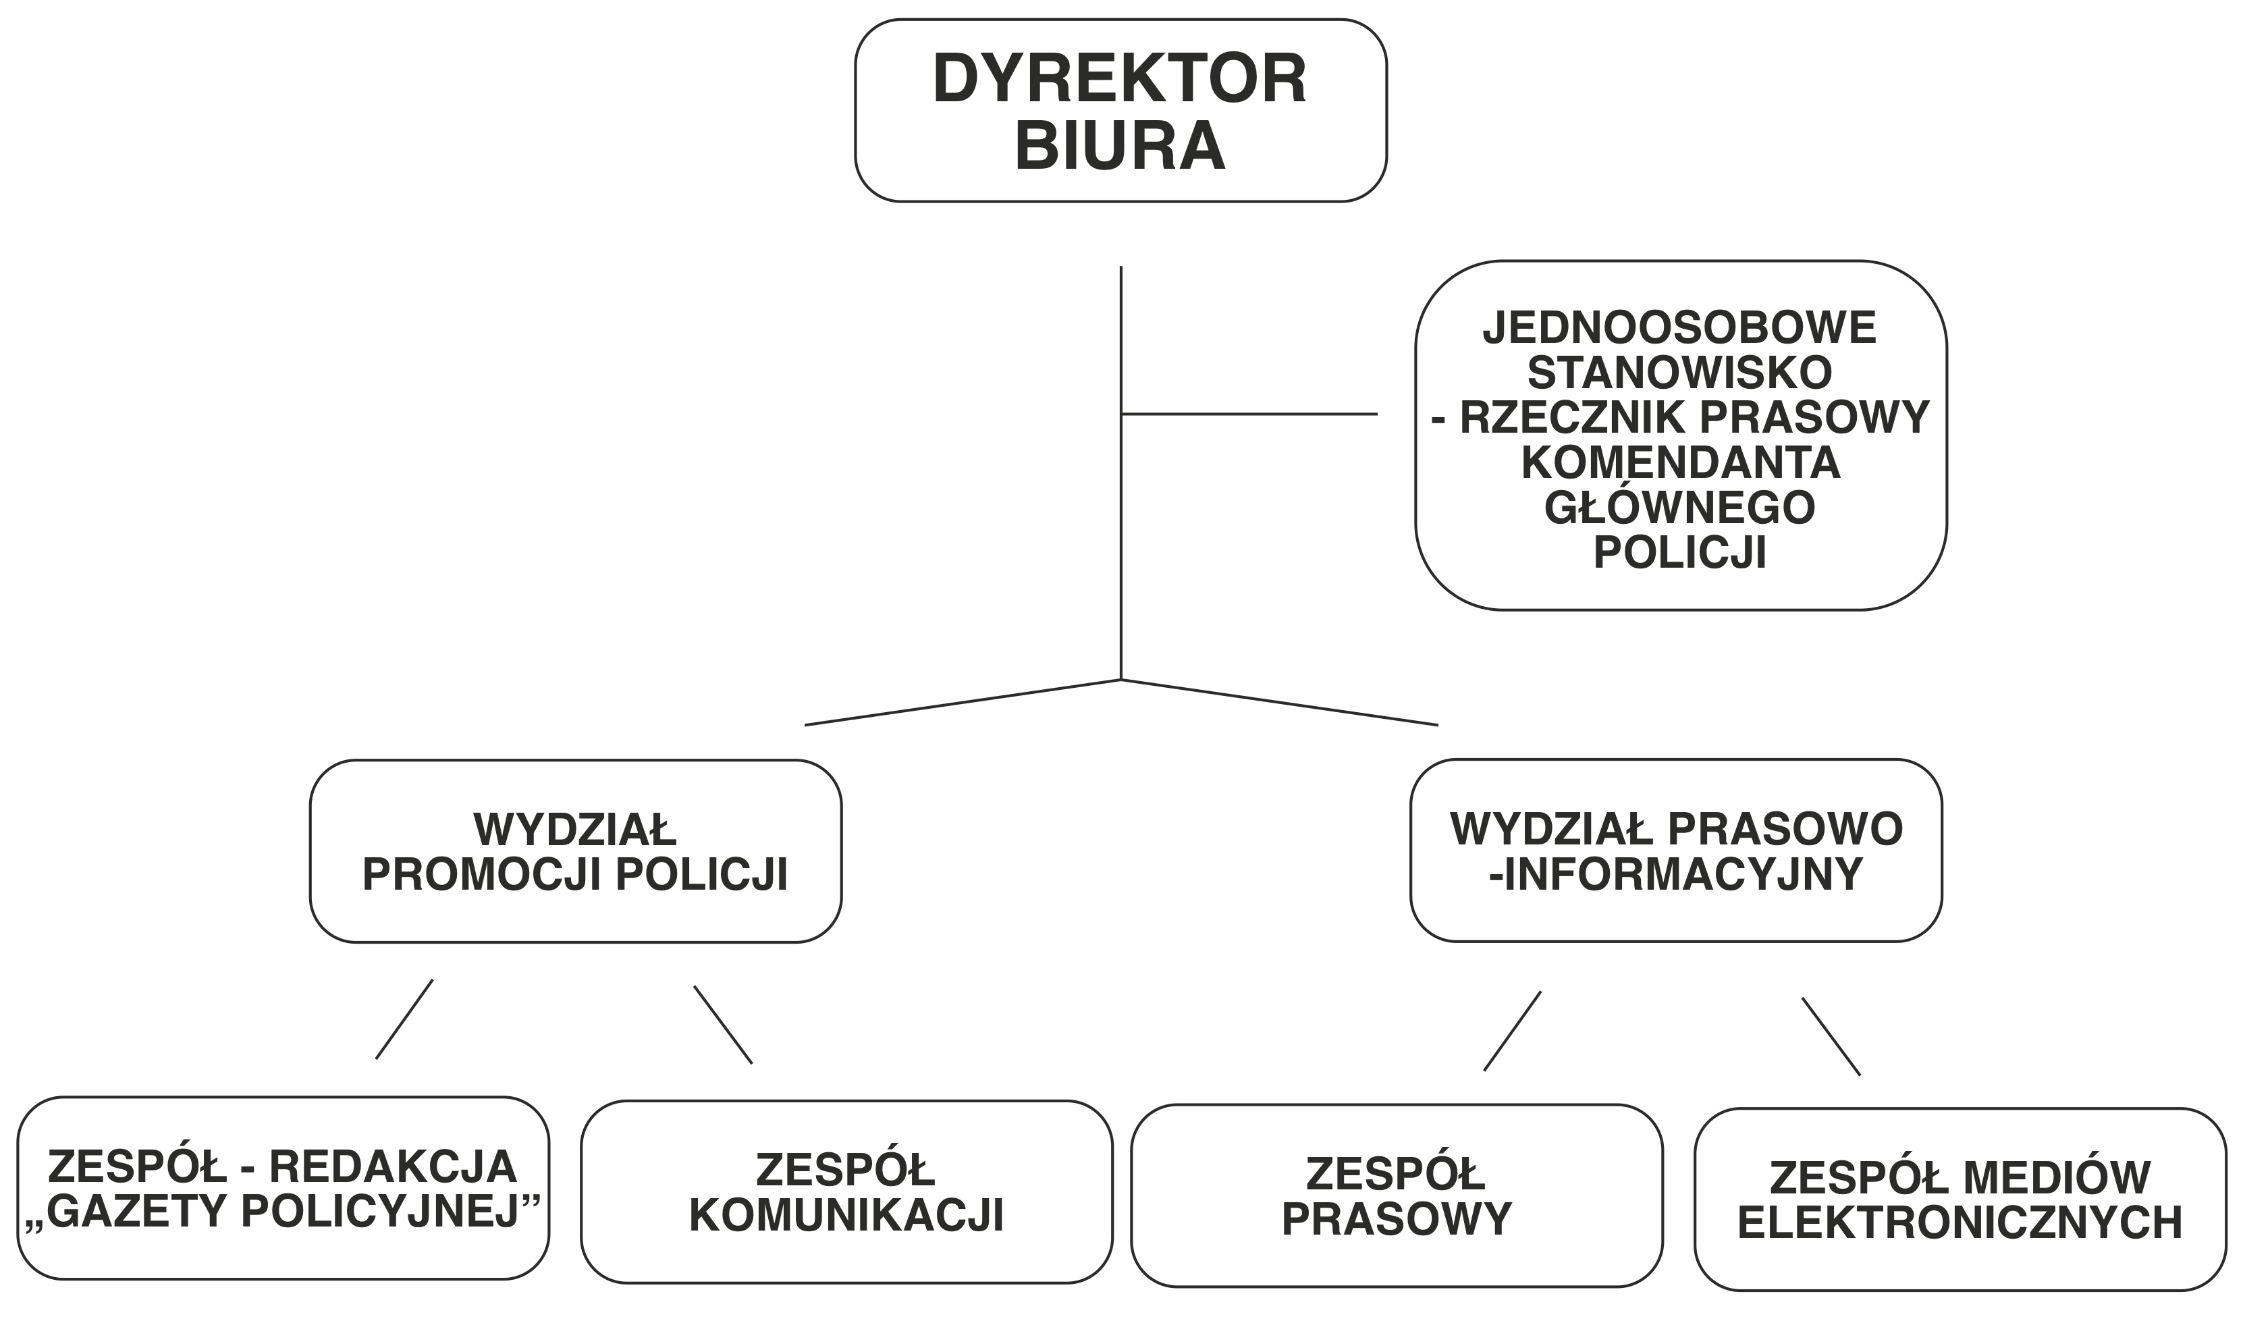 DYREKTOR
BIURA
JEDNOOSOBOWE
STANOWISKO
- RZECZNIK PRASOWY
KOMENDANTA
GŁÓWNEGO
POLICJI
WYDZIAŁ
PROMOCJI POLICJI
WYDZIAŁ PRASOWO
-INFORMACYJNY
ZESPÓŁ - REDAKCJA
„GAZETY POLICYJNEJ”
ZESPÓŁ
KOMUNIKACJI
ZESPÓŁ
PRASOWY
ZESPÓŁ MEDIÓW
ELEKTRONICZNYCH